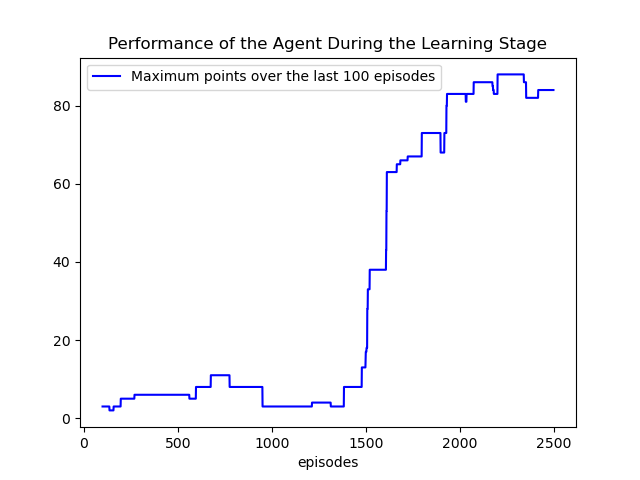 Performance of the Agent During the Learning Stage
Maximum points over the last 100 episodes
80
60
40
20
0
0 500 1000 1500 2000 2500
episodes